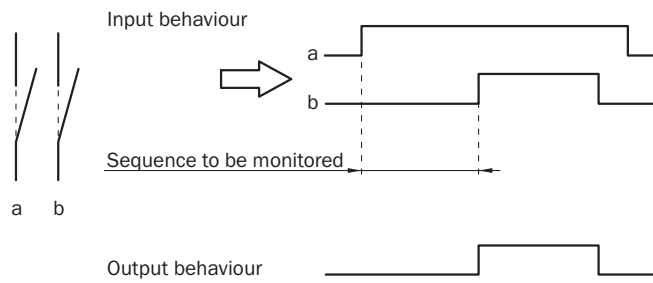 Input behaviour
a
b
Sequence to be monitored
a b
Output behaviour